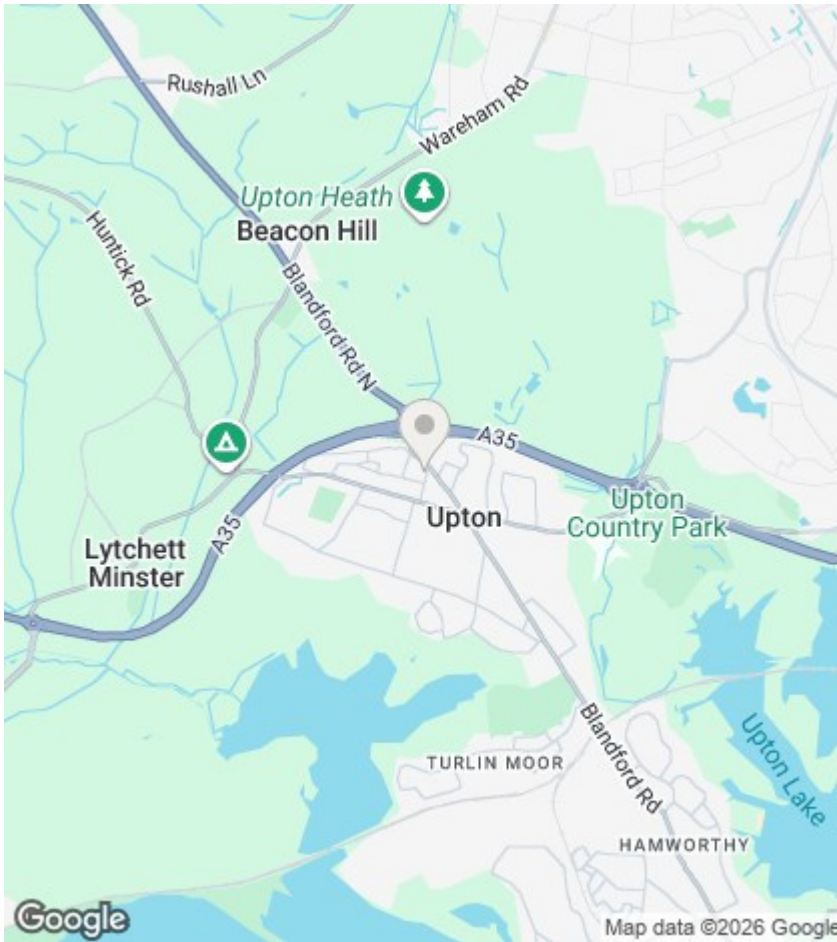 Rushall Ln
Wareham Rd
Upton Heath
Beacon Hill
Huntick Rd
Blandford Rd N
A35
Upton
Upton
Country Park
A35
Lytchett
Minster
Blandford Rd
Upton Lake
TURLIN MOOR
HAMWORTHY
Google
Map data ©2026 Google